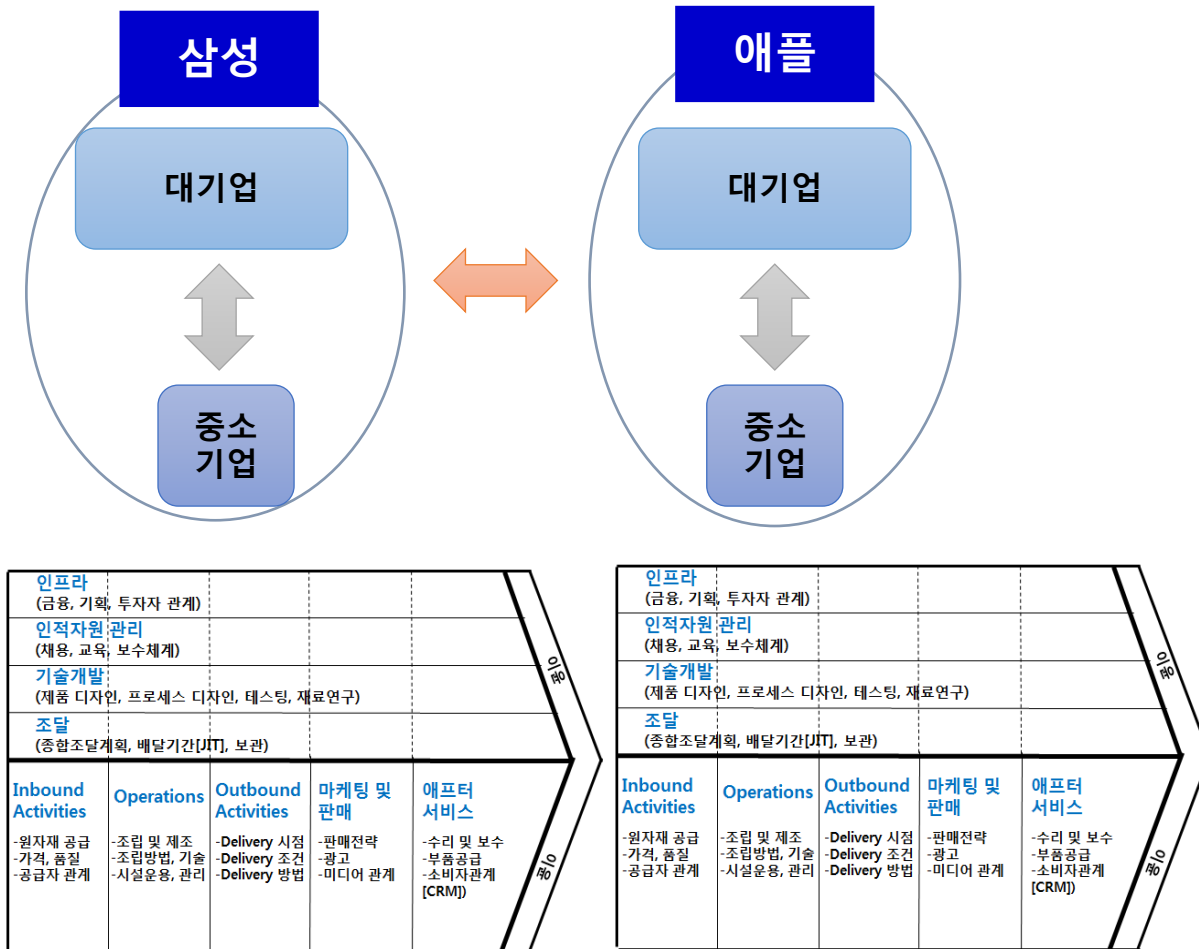 삼성
대기업
중소
기업
애플
대기업
중소
기업
인프라
(금융, 기획, 투자자 관계)
인적자원 관리
(채용, 교육, 보수체계)
기술개발
(제품 디자인, 프로세스 디자인, 테스팅, 재료연구)
조달
(종합조달계획, 배달기간[JIT], 보관)
이윤
Inbound
Activities
-원자재 공급
-가격, 품질
-공급자 관계
Operations
-조립 및 제조
-조립방법, 기술
-시설운용, 관리
Outbound
Activities
-Delivery 시점
-Delivery 조건
-Delivery 방법
마케팅 및
판매
-판매전략
-광고
-미디어 관계
애프터
서비스
-수리 및 보수
-부품공급
-소비자관계
[CRM])
이윤
인프라
(금융, 기획, 투자자 관계)
인적자원 관리
(채용, 교육, 보수체계)
기술개발
(제품 디자인, 프로세스 디자인, 테스팅, 재료연구)
조달
(종합조달계획, 배달기간[JIT], 보관)
이윤
Inbound
Activities
-원자재 공급
-가격, 품질
-공급자 관계
Operations
-조립 및 제조
-조립방법, 기술
-시설운용, 관리
Outbound
Activities
-Delivery 시점
-Delivery 조건
-Delivery 방법
마케팅 및
판매
-판매전략
-광고
-미디어 관계
애프터
서비스
-수리 및 보수
-부품공급
-소비자관계
[CRM])
이윤